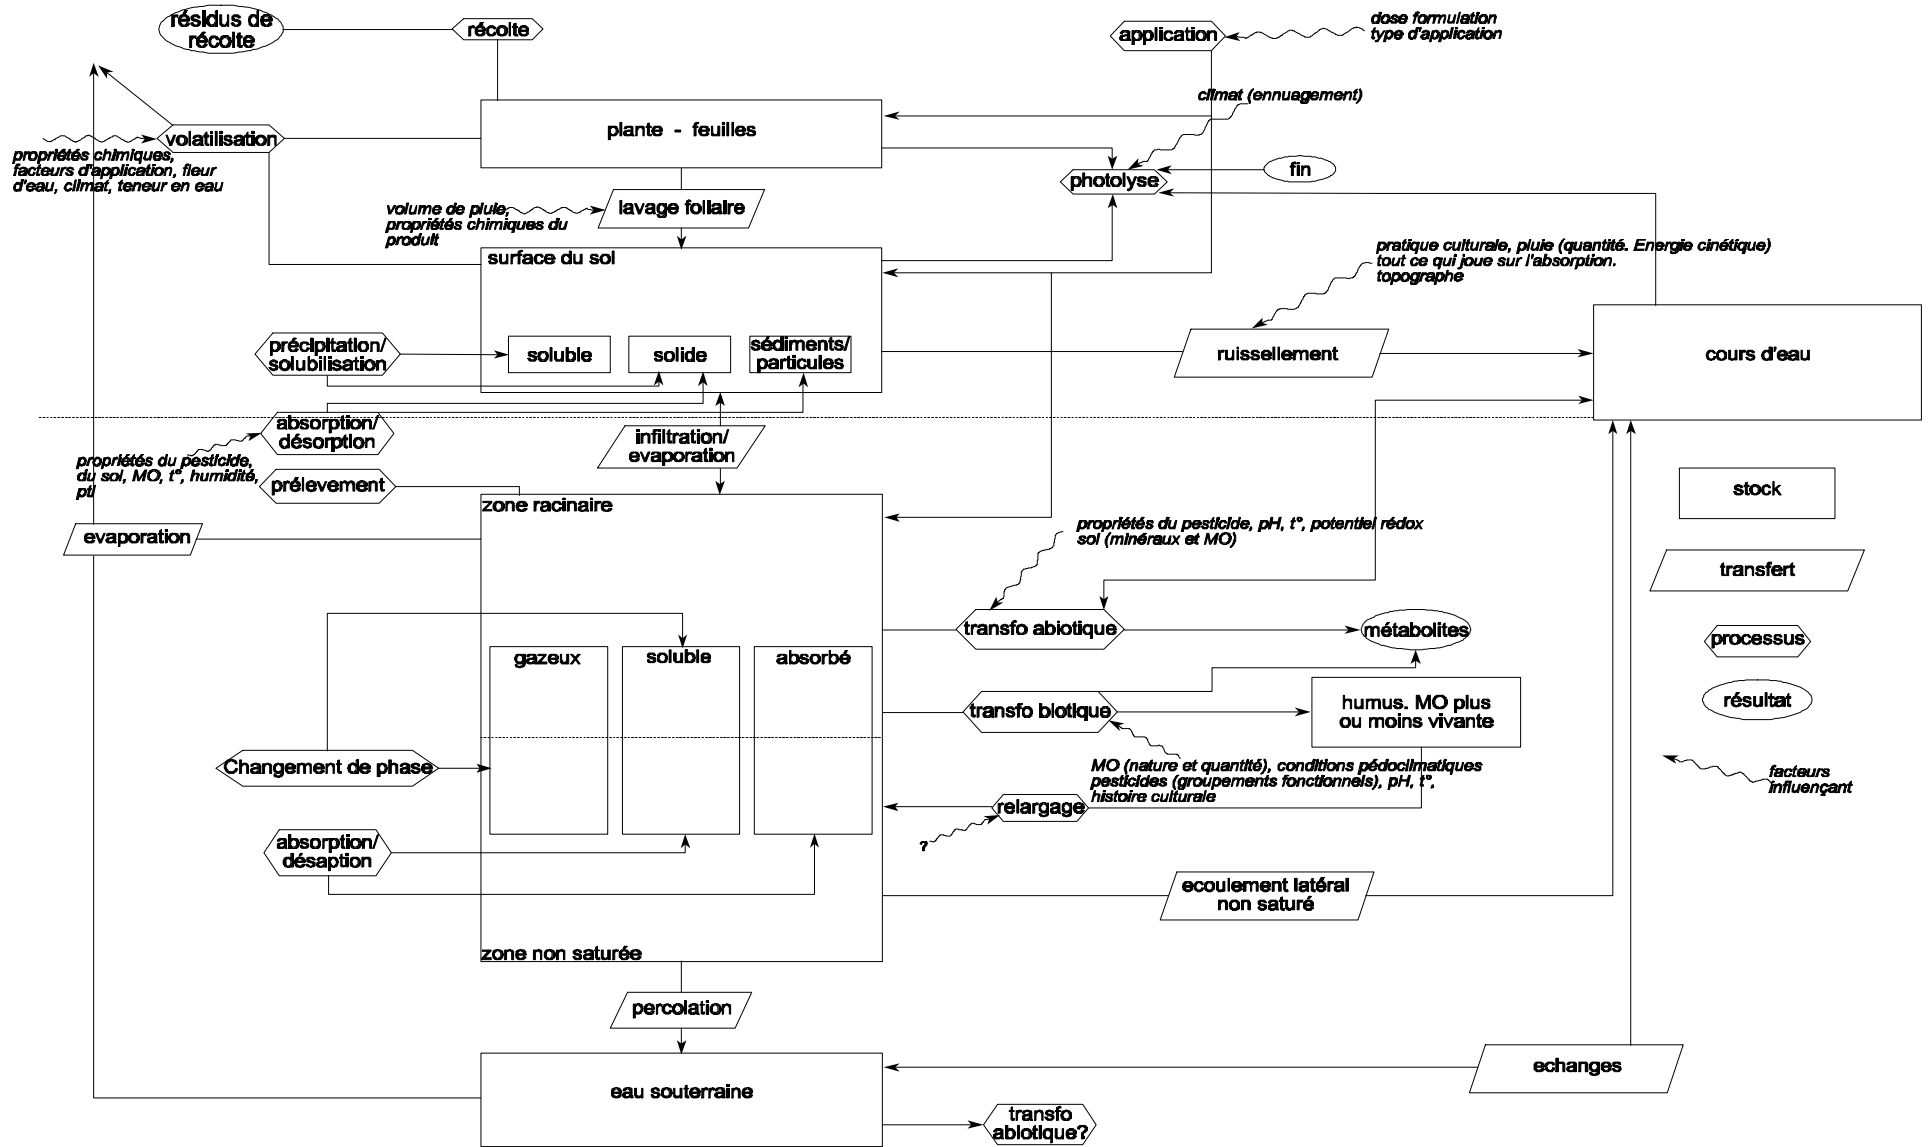 résidus de
récolte
récolte
application
dose formulation
type d'application
climat (ennuagement)
plante - feuilles
volatilisation
propriétés chimiques,
facteurs d'application, fleur
d'eau, climat, teneur en eau
photolyse
fin
volume de pluie,
propriétés chimiques du
produit
lavage foliaire
surface du sol
pratique culturale, pluie (quantité. Energie cinétique)
tout ce qui joue sur l'absorption.
topographe
précipitation/
solubilisation
soluble
solide
sédiments/
particules
ruissellement
cours d'eau
absorption/
désorption
infiltration/
evaporation
propriétés du pesticide,
du sol, MO, t°, humidité,
ptl
prélevement
zone racinaire
stock
evaporation
propriétés du pesticide, pH, t°, potentiel rédox
sol (minéraux et MO)
transfert
transfo abiotique
métabolites
processus
gazeux
soluble
absorbé
transfo biotique
humus. MO plus
ou moins vivante
résultat
Changement de phase
MO (nature et quantité), conditions pédoclimatiques
pesticides (groupements fonctionnels), pH, t°,
histoire culturale
facteurs
influençant
relargage
?
absorption/
désaption
ecoulement latéral
non saturé
zone non saturée
percolation
echanges
eau souterraine
transfo
abiotique?